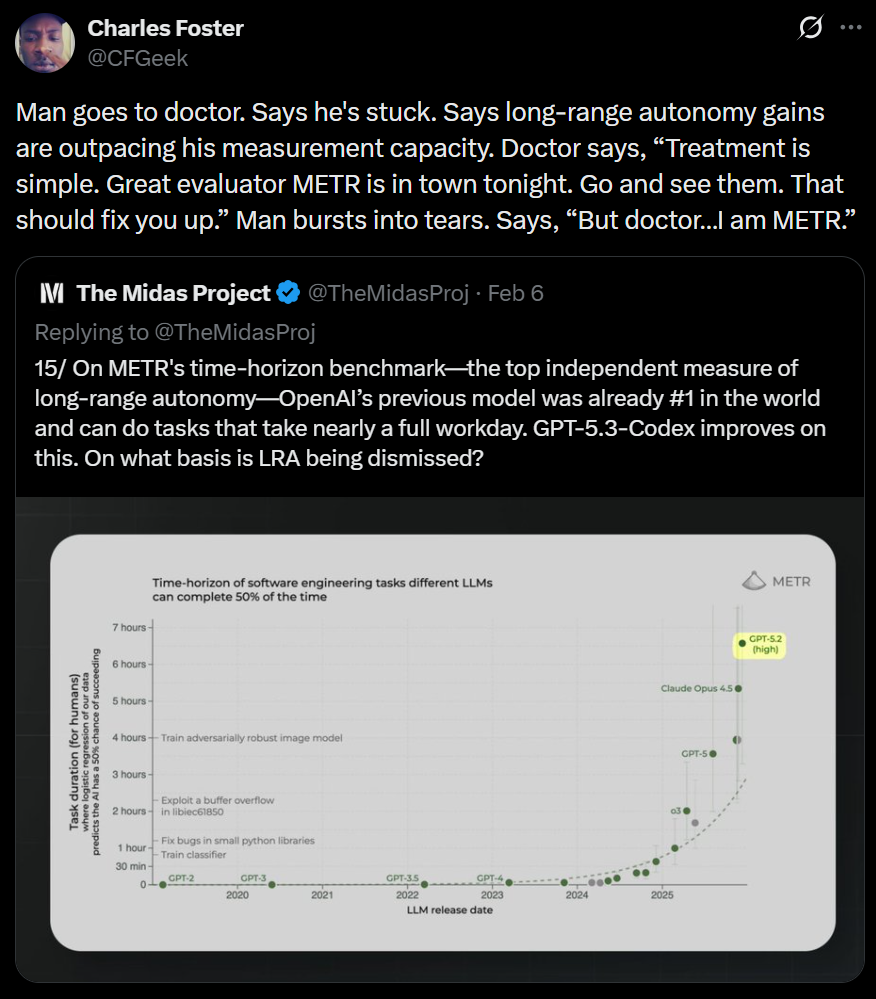 Charles Foster
@CFGeek
Man goes to doctor. Says he's stuck. Says long-range autonomy gains
are outpacing his measurement capacity. Doctor says, “Treatment is
simple. Great evaluator METR is in town tonight. Go and see them. That
should fix you up.” Man bursts into tears. Says, “But doctor...I am METR.”
The Midas Project @TheMidasProj · Feb 6
Replying to @TheMidasProj
15/ On METR's time-horizon benchmark—the top independent measure of
long-range autonomy—OpenAI’s previous model was already #1 in the world
and can do tasks that take nearly a full workday. GPT-5.3-Codex improves on
this. On what basis is LRA being dismissed?
Time-horizon of software engineering tasks different LLMs
can complete 50% of the time
METR
Task duration (for humans)
where logistic regression of our data
predicts the AI has a 50% chance of succeeding
7 hours
6 hours
5 hours
4 hours
3 hours
2 hours
1 hour
30 min
0
GPT-5.2
(high)
Claude Opus 4.5
Train adversarially robust image model
GPT-5
Exploit a buffer overflow
in libiec61850
o3
Fix bugs in small python libraries
Train classifier
GPT-2
GPT-3
GPT-3.5
GPT-4
2020
2021
2022
2023
2024
2025
LLM release date